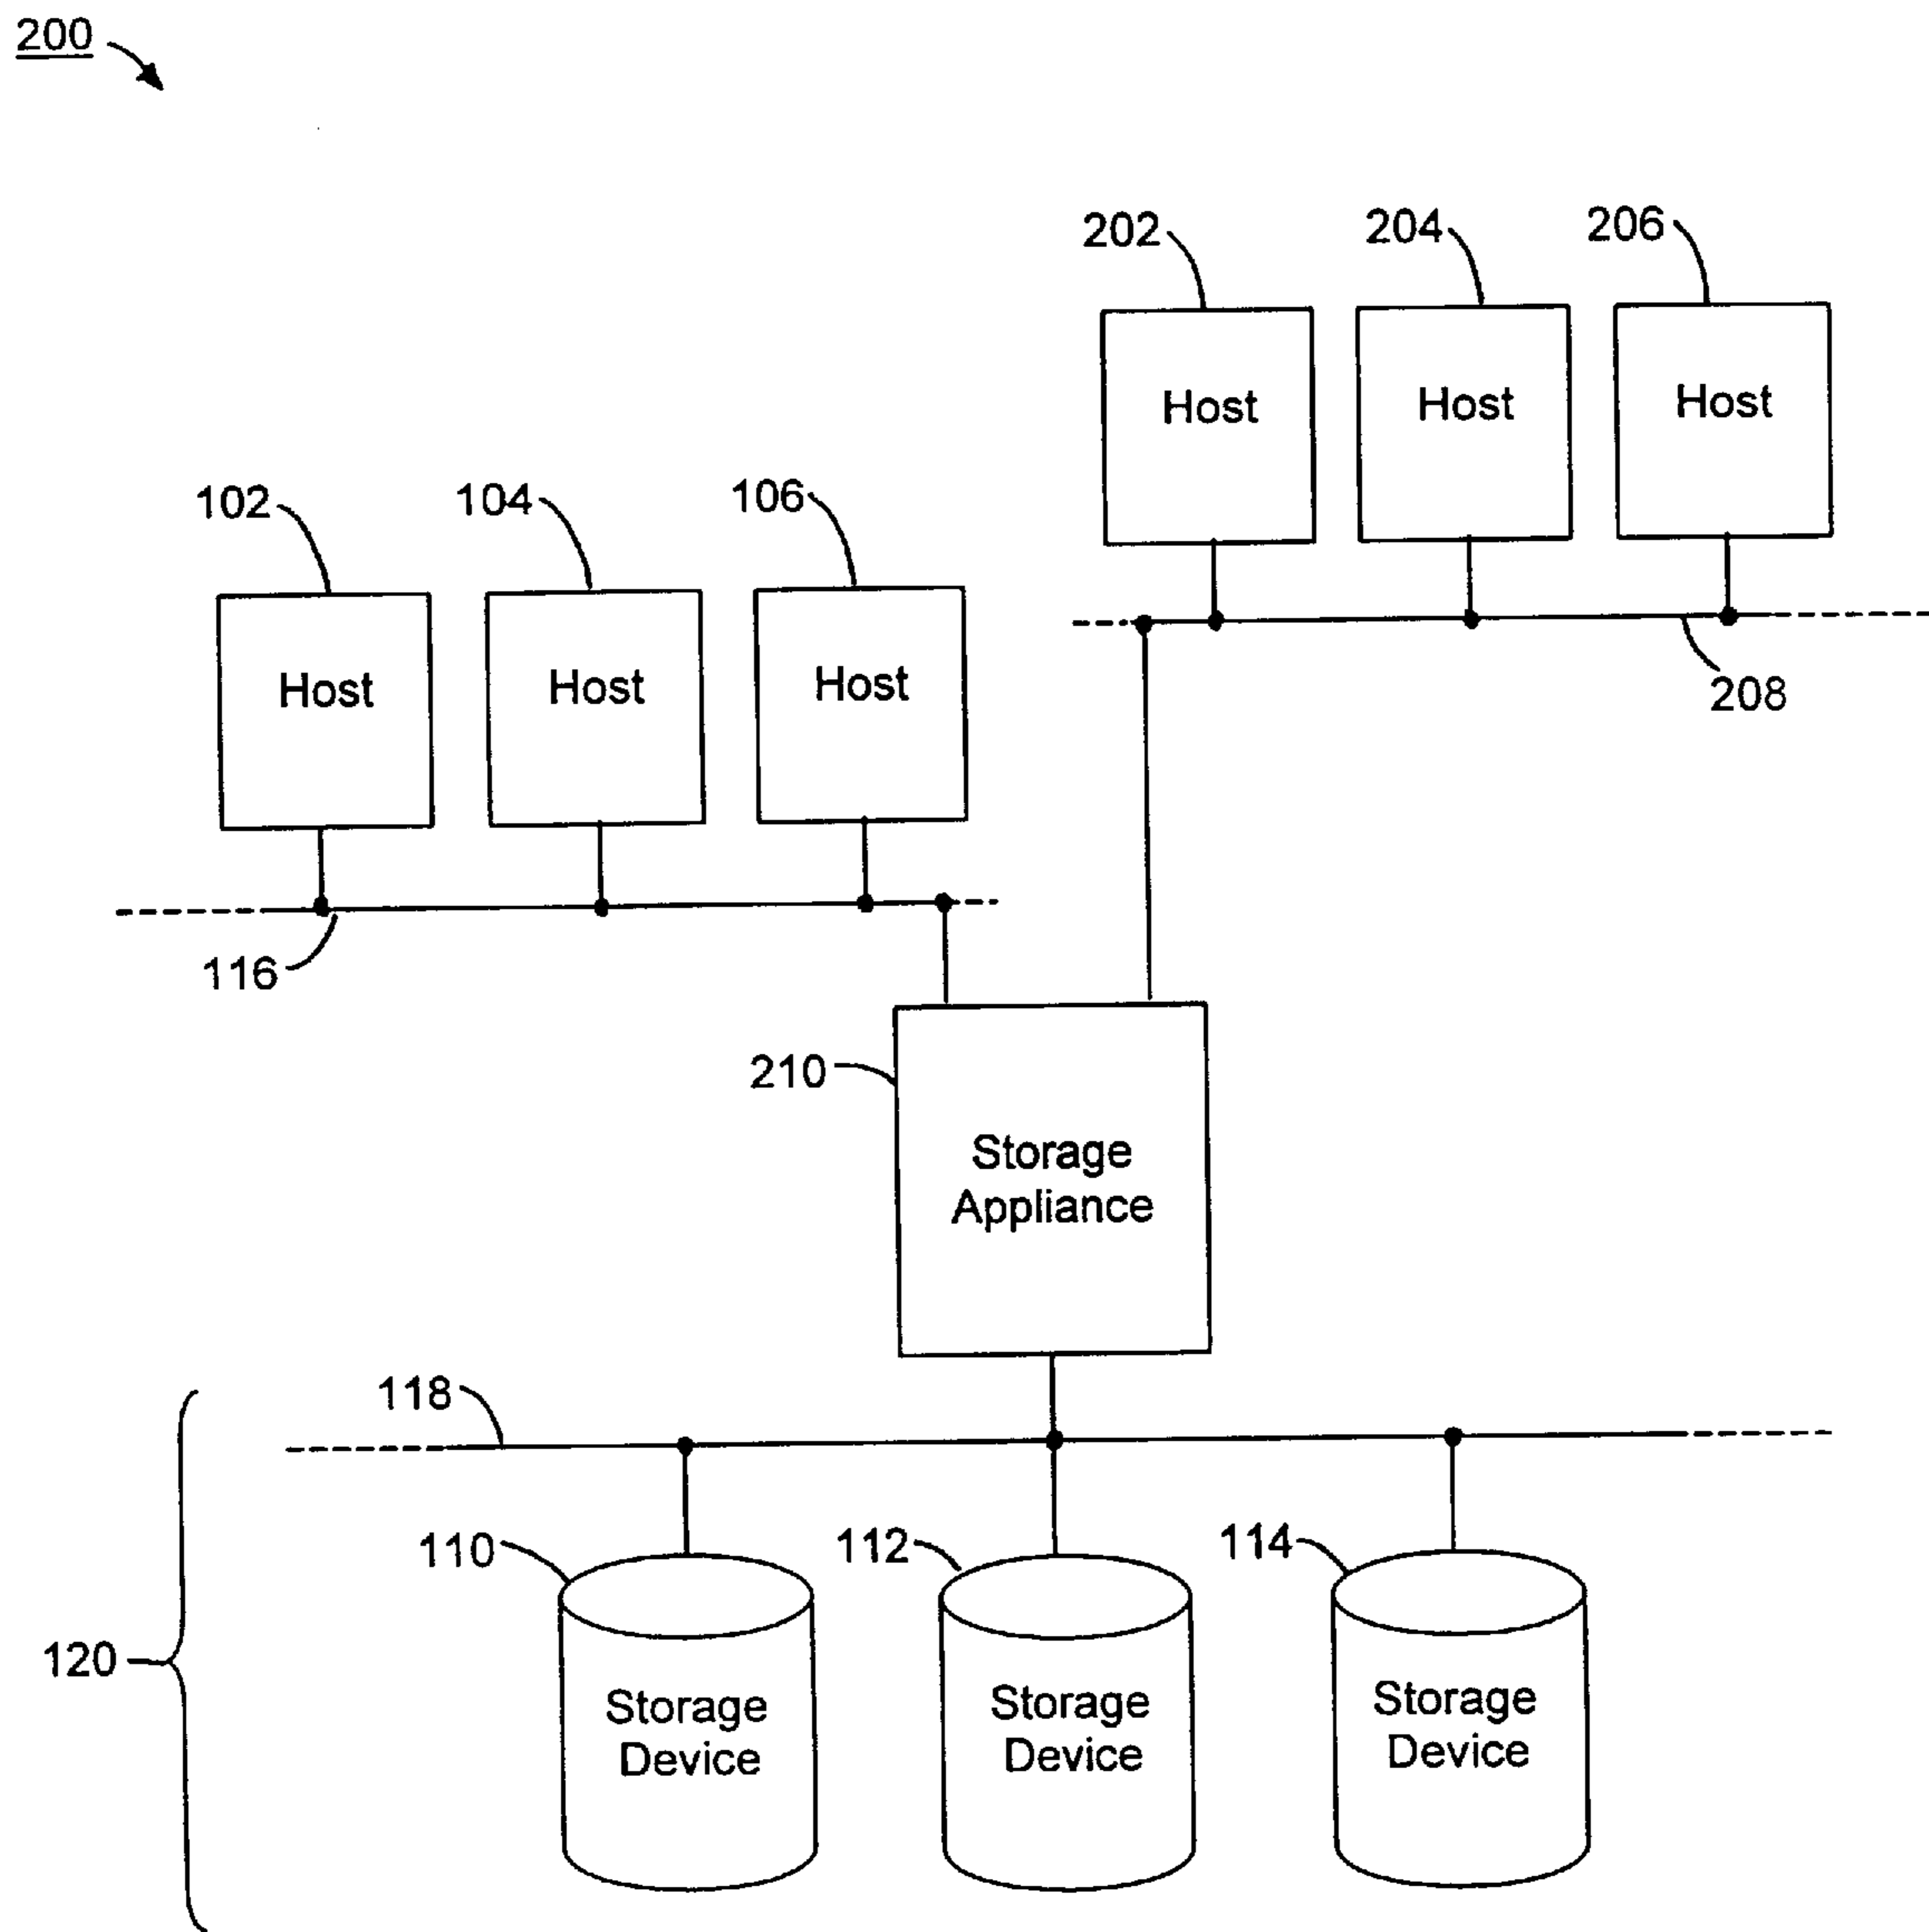 200
202
204
206
Host
Host
Host
102
104
106
208
Host
Host
Host
116
210
Storage
Appliance
118
110
112
114
120
Storage
Device
Storage
Device
Storage
Device